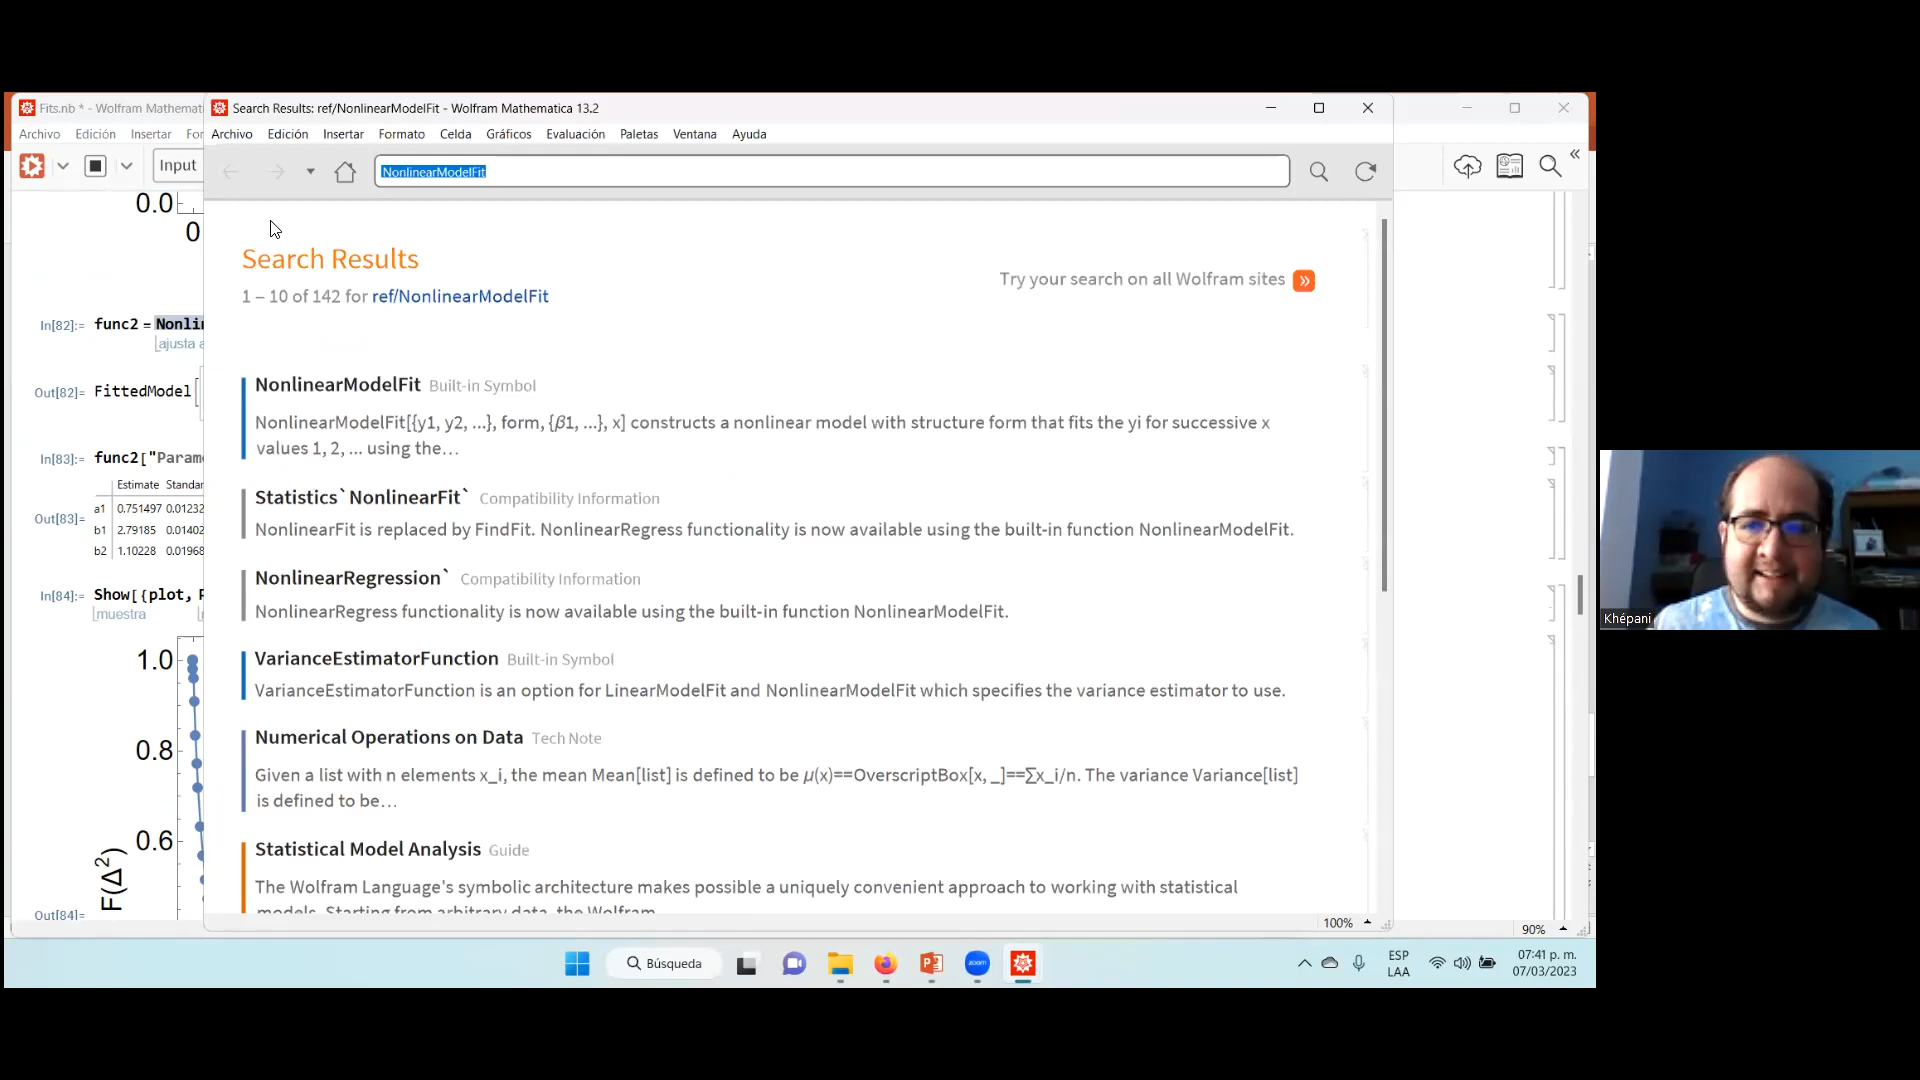 Fits.nb * - Wolfram Mathemati
Archivo Edición Insertar For
Input
Search Results: ref/NonlinearModelFit - Wolfram Mathematica 13.2
Archivo Edición Insertar Formato Celda Gráficos Evaluación Paletas Ventana Ayuda
NonlinearModelFit
Search Results
1 – 10 of 142 for ref/NonlinearModelFit
Try your search on all Wolfram sites »
NonlinearModelFit Built-in Symbol
NonlinearModelFit[{y1, y2, ...}, form, {β1, ...}, x] constructs a nonlinear model with structure form that fits the yi for successive x
values 1, 2, ... using the…
Statistics`NonlinearFit` Compatibility Information
NonlinearFit is replaced by FindFit. NonlinearRegress functionality is now available using the built-in function NonlinearModelFit.
NonlinearRegression` Compatibility Information
NonlinearRegress functionality is now available using the built-in function NonlinearModelFit.
VarianceEstimatorFunction Built-in Symbol
VarianceEstimatorFunction is an option for LinearModelFit and NonlinearModelFit which specifies the variance estimator to use.
Numerical Operations on Data Tech Note
Given a list with n elements x_i, the mean Mean[list] is defined to be μ(x)==OverscriptBox[x, _]==∑x_i/n. The variance Variance[list]
is defined to be…
Statistical Model Analysis Guide
The Wolfram Language's symbolic architecture makes possible a uniquely convenient approach to working with statistical
models. Starting from arbitrary data, the Wolfram
100%
0.0
0
In[82]:= func2 = Nonlin
ajusta a
Out[82]= FittedModel[
In[83]:= func2["Parame
Estimate Standar
a1 0.751497 0.01232
Out[83]=
b1 2.79185 0.01402
b2 1.10228 0.01968
In[84]:= Show[{plot, P
muestra
1.0
0.8
0.6
F(Δ²)
Out[84]=
90%
Búsqueda
zoom
ESP
LAA
07:41 p. m.
07/03/2023
Khépani